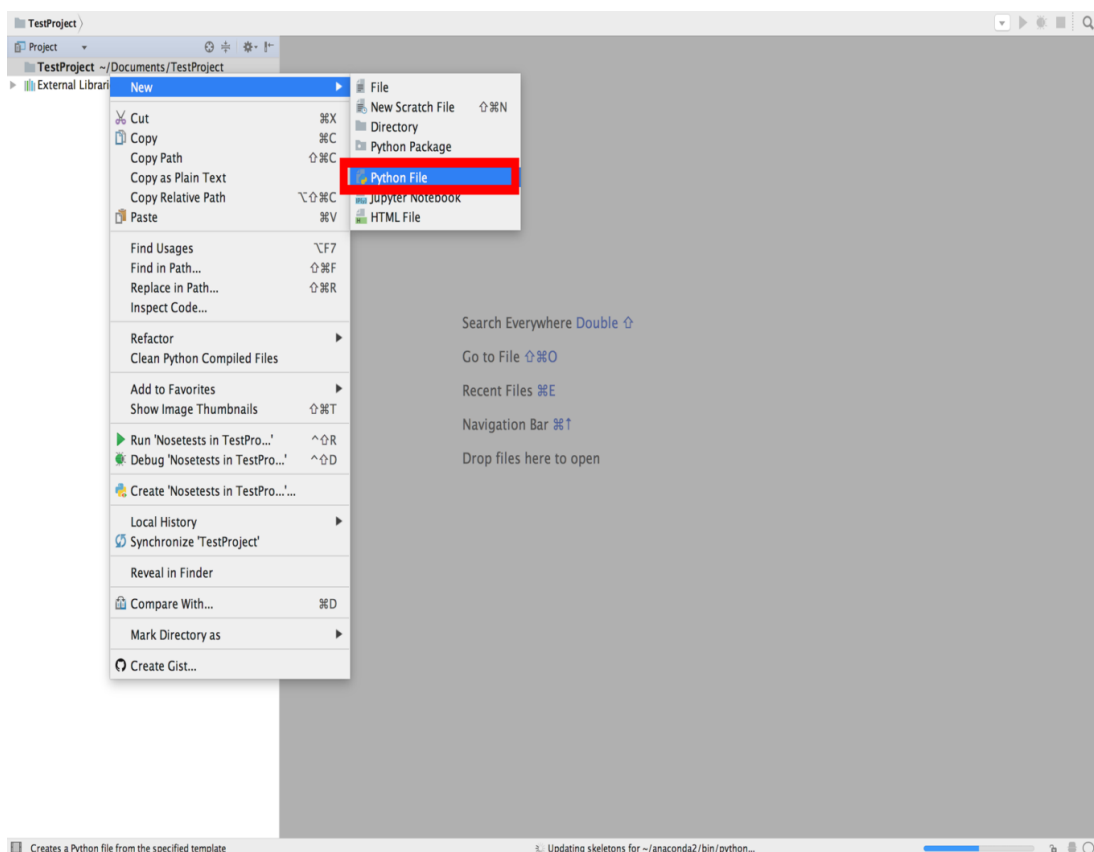 TestProject
Project
TestProject ~/Documents/TestProject
External Librari
New
Cut ⌘X
Copy ⌘C
Copy Path ⇧⌘C
Copy as Plain Text
Copy Relative Path ⌥⇧⌘C
Paste ⌘V
Find Usages ⌥F7
Find in Path... ⇧⌘F
Replace in Path... ⇧⌘R
Inspect Code...
Refactor
Clean Python Compiled Files
Add to Favorites
Show Image Thumbnails ⇧⌘T
Run 'Nosetests in TestPro...' ^⇧R
Debug 'Nosetests in TestPro...' ^⇧D
Create 'Nosetests in TestPro...'...
Local History
Synchronize 'TestProject'
Reveal in Finder
Compare With... ⌘D
Mark Directory as
Create Gist...
File
New Scratch File ⇧⌘N
Directory
Python Package
Python File
Jupyter Notebook
HTML File
Search Everywhere Double ⇧
Go to File ⇧⌘O
Recent Files ⌘E
Navigation Bar ⌘↑
Drop files here to open
Creates a Python file from the specified template
Updating skeletons for ~/anaconda2/bin/python...